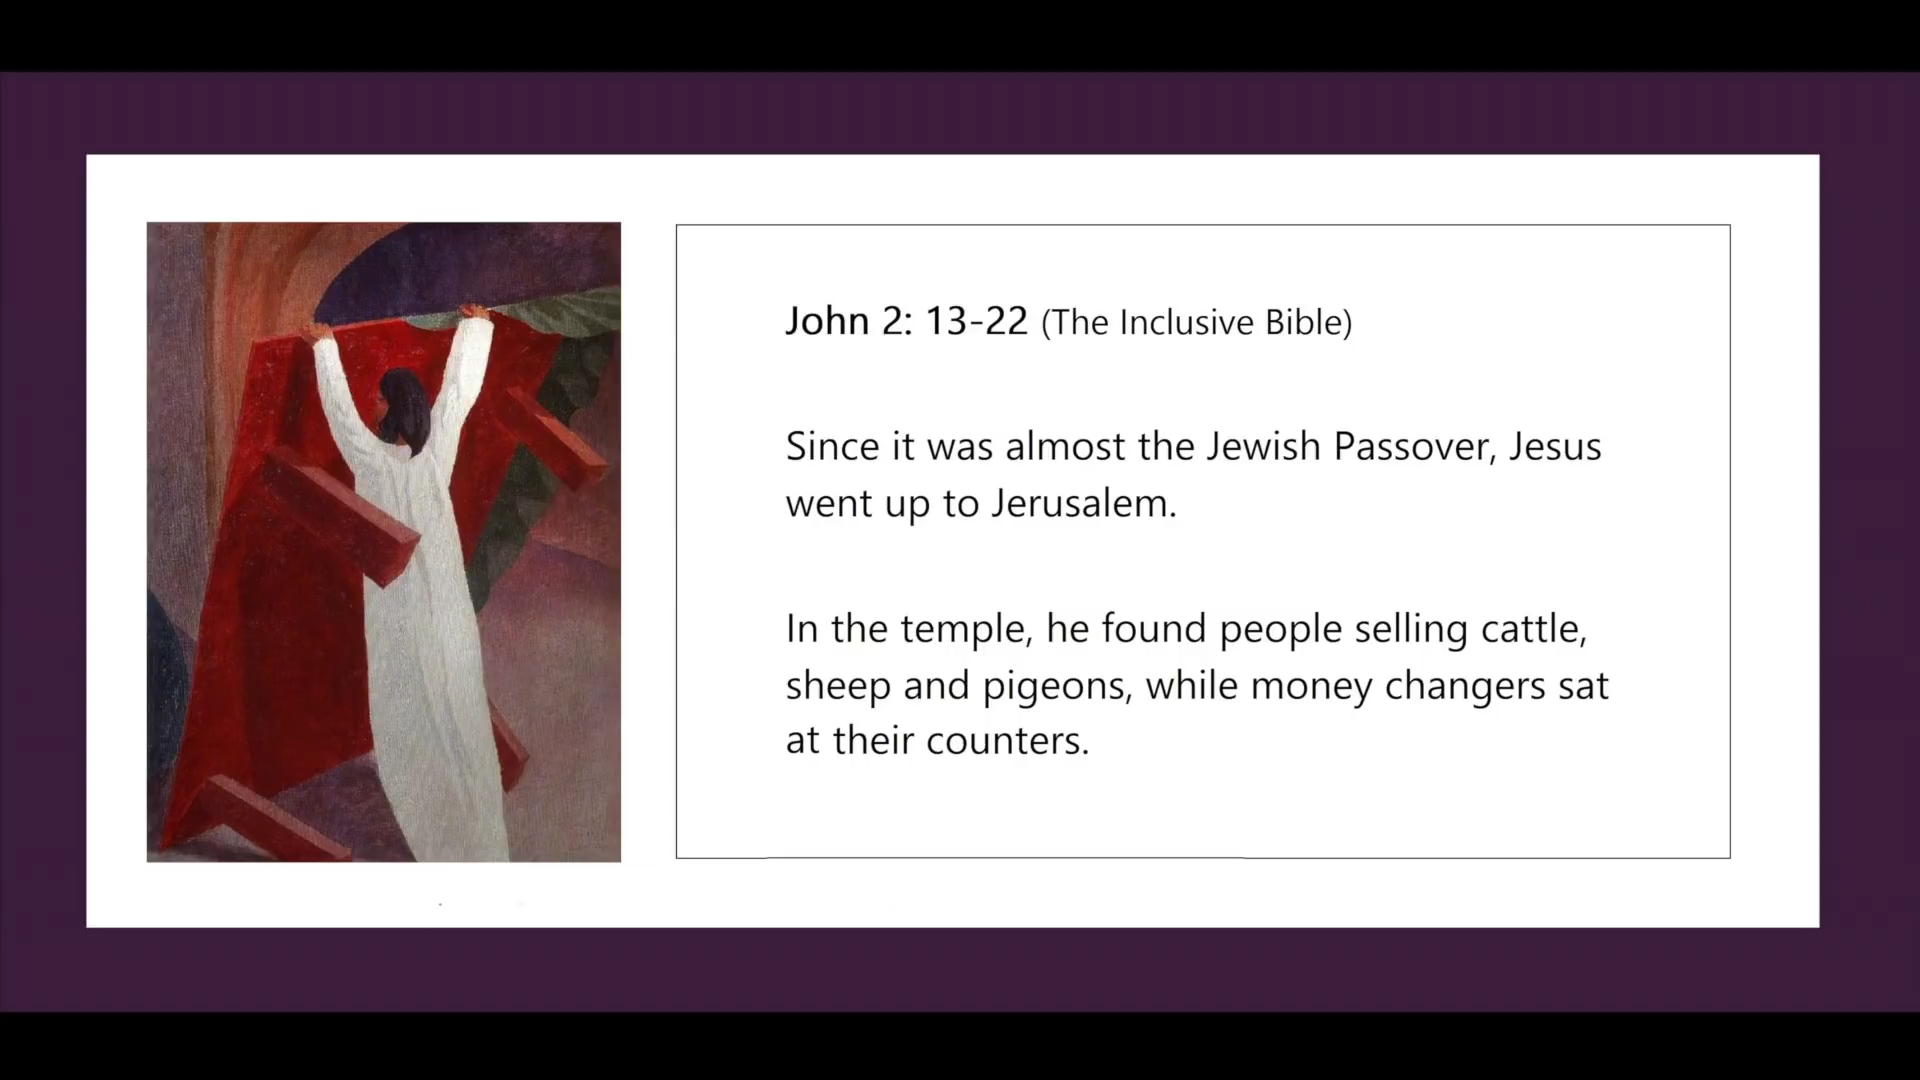 John 2: 13-22 (The Inclusive Bible)
Since it was almost the Jewish Passover, Jesus
went up to Jerusalem.
In the temple, he found people selling cattle,
sheep and pigeons, while money changers sat
at their counters.